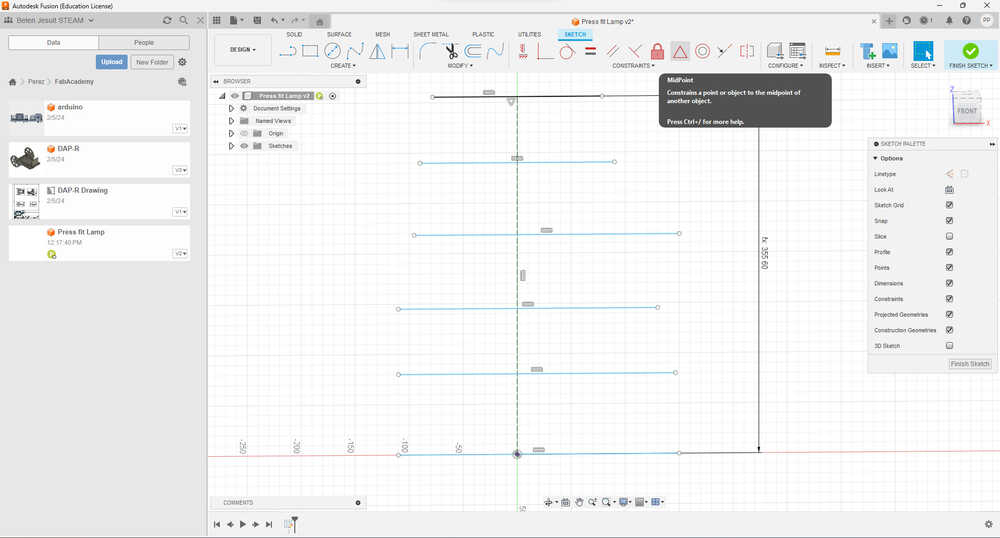 Autodesk Fusion (Education License)
Belen Jesuit STEAM
Press fit Lamp v2*
PP
Data
People
Upload
New Folder
Perez
FabAcademy
arduino
2/5/24
V1
DAP-R
2/5/24
DAP-R Drawing
2/5/24
V1
Press fit Lamp
12:17:40 PM
V2
DESIGN
SOLID
SURFACE
MESH
SHEET METAL
PLASTIC
UTILITIES
SKETCH
CREATE
MODIFY
CONSTRAINTS
CONFIGURE
INSPECT
INSERT
SELECT
FINISH SKETCH
BROWSER
Press fit Lamp v2
Document Settings
Named Views
Origin
Sketches
MidPoint
Constrains a point or object to the midpoint of
another object.
Press Ctrl+/ for more help.
Z
FRONT
X
SKETCH PALETTE
Options
Linetype
Look At
Sketch Grid
Snap
Slice
Profile
Points
Dimensions
Constraints
Projected Geometries
Construction Geometries
3D Sketch
Finish Sketch
fx: 355.60
-250
-200
-150
-100
-50
COMMENTS